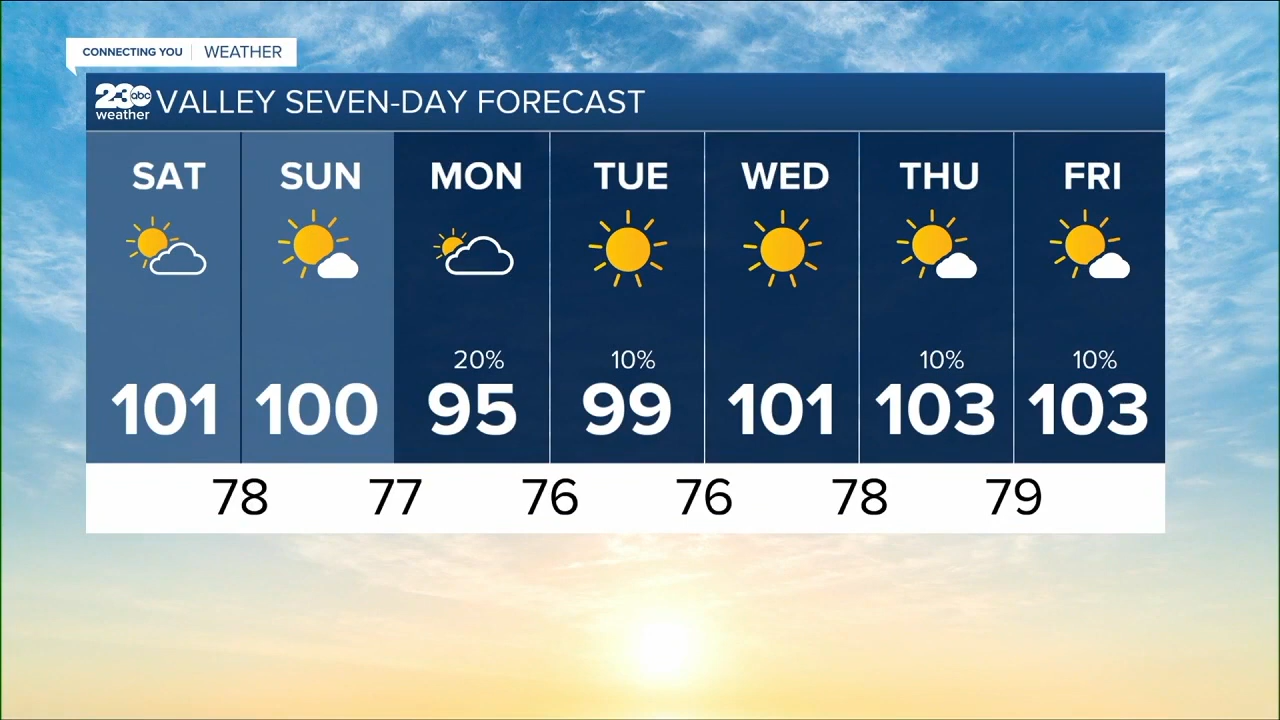 CONNECTING YOU WEATHER
23 abc
weather
VALLEY SEVEN-DAY FORECAST
SAT SUN MON TUE WED THU FRI
20% 10% 10% 10%
101 100 95 99 101 103 103
78 77 76 76 78 79